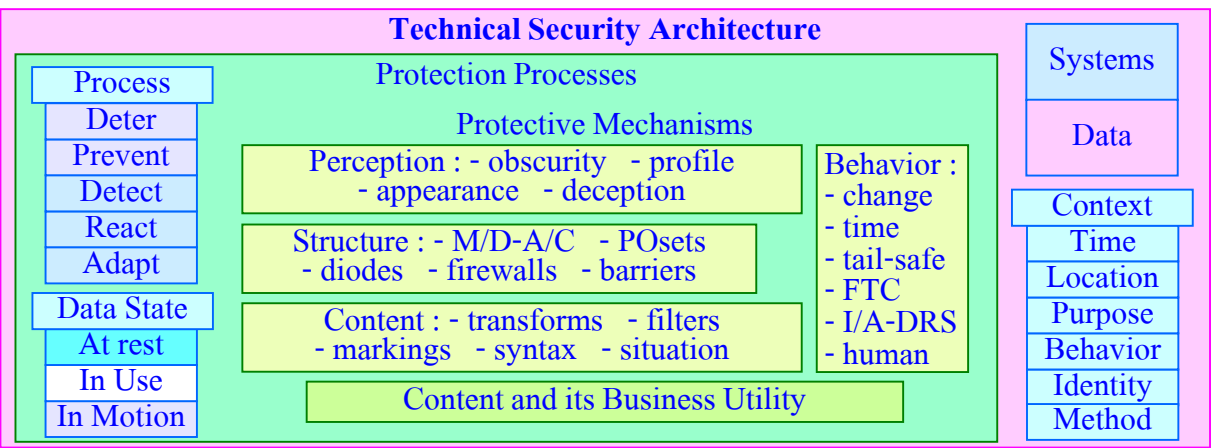 Technical Security Architecture
Protection Processes
Process
Deter
Prevent
Detect
React
Adapt
Data State
At rest
In Use
In Motion
Protective Mechanisms
Perception : - obscurity - profile
- appearance - deception
Structure : - M/D-A/C - POsets
- diodes - firewalls - barriers
Content : - transforms - filters
- markings - syntax - situation
Behavior :
- change
- time
- tail-safe
- FTC
- I/A-DRS
- human
Content and its Business Utility
Systems
Data
Context
Time
Location
Purpose
Behavior
Identity
Method